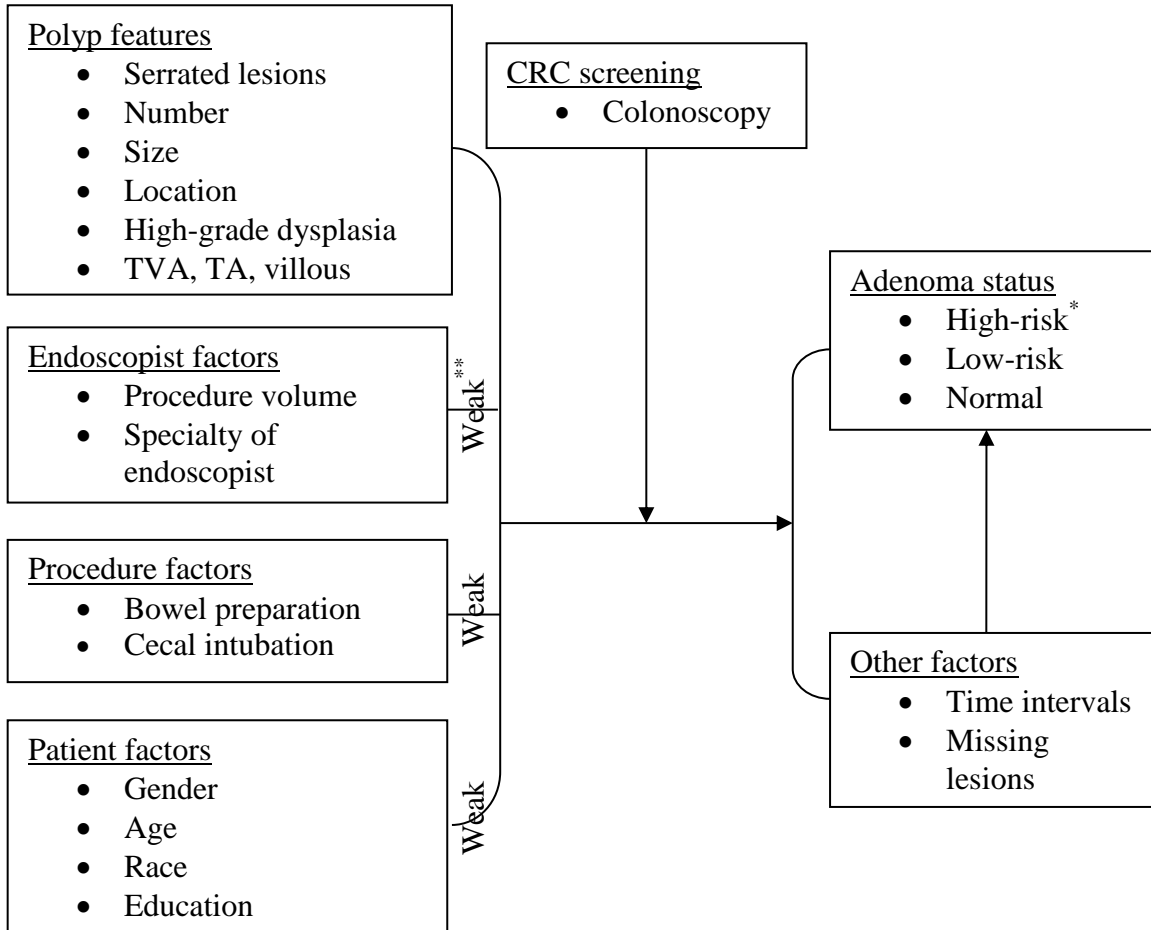 Polyp features
• Serrated lesions
• Number
• Size
• Location
• High-grade dysplasia
• TVA, TA, villous
CRC screening
• Colonoscopy
Endoscopist factors
• Procedure volume
• Specialty of
endoscopist
Weak**
Procedure factors
• Bowel preparation
• Cecal intubation
Weak
Patient factors
• Gender
• Age
• Race
• Education
Weak
Adenoma status
• High-risk*
• Low-risk
• Normal
Other factors
• Time intervals
• Missing
lesions